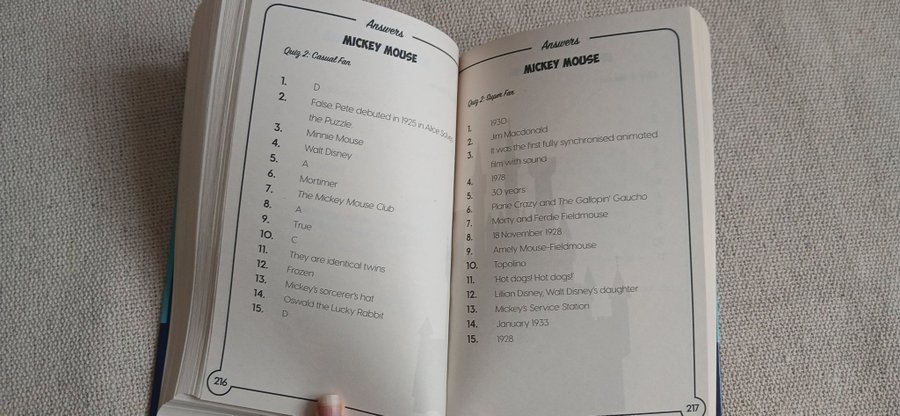 Answers
MICKEY MOUSE
Quiz 2: Casual Fan
1. D
2. False. Pete debuted in 1925 in Alice Solves
the Puzzle.
3. Minnie Mouse
4. Walt Disney
5. A
6. Mortimer
7. The Mickey Mouse Club
8. A
9. True
10. C
11. They are identical twins
12. Frozen
13. Mickey's sorcerer's hat
14. Oswald the Lucky Rabbit
15. D
216
Answers
MICKEY MOUSE
Quiz 2: Super Fan
1. 1930
2. Jim Macdonald
3. It was the first fully synchronised animated
film with sound
4. 1978
5. 30 years
6. Plane Crazy and The Gallopin' Gaucho
7. Morty and Ferdie Fieldmouse
8. 18 November 1928
9. Amely Mouse-Fieldmouse
10. Topolino
11. 'Hot dogs! Hot dogs!'
12. Lillian Disney, Walt Disney's daughter
13. Mickey's Service Station
14. January 1933
15. 1928
217